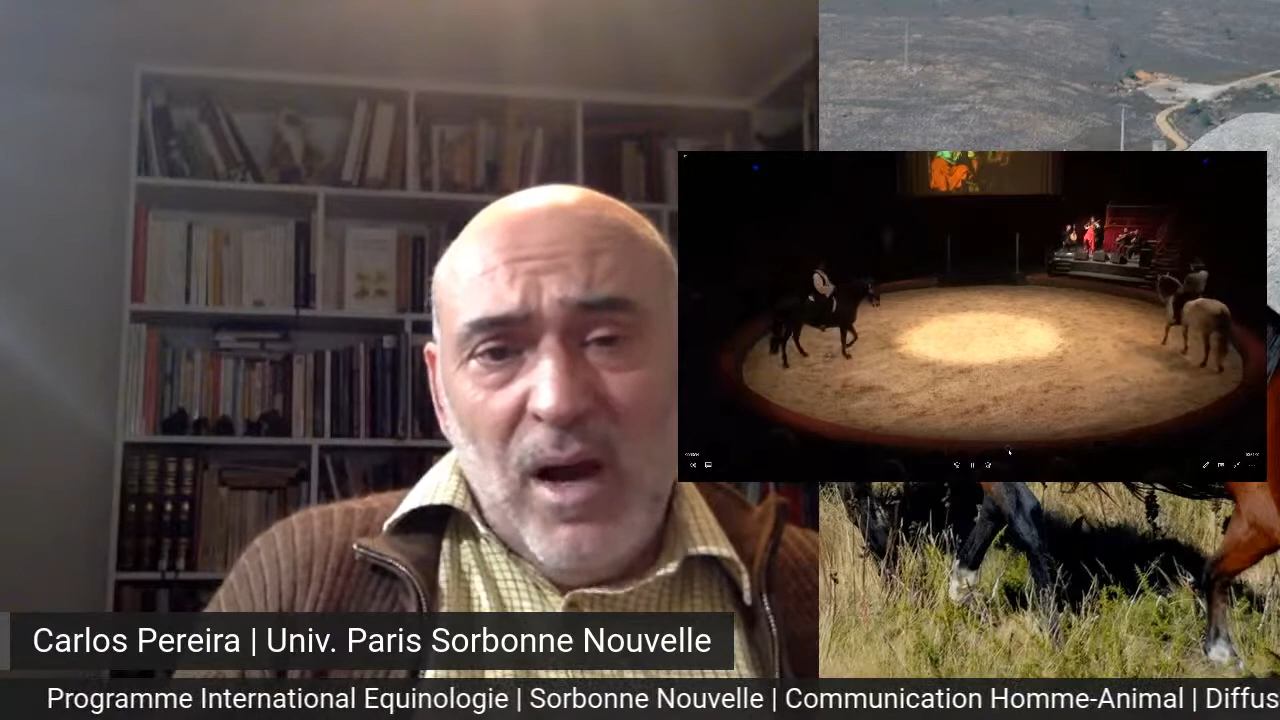 Carlos Pereira | Univ. Paris Sorbonne Nouvelle
Programme International Equinologie | Sorbonne Nouvelle | Communication Homme-Animal | Diffus